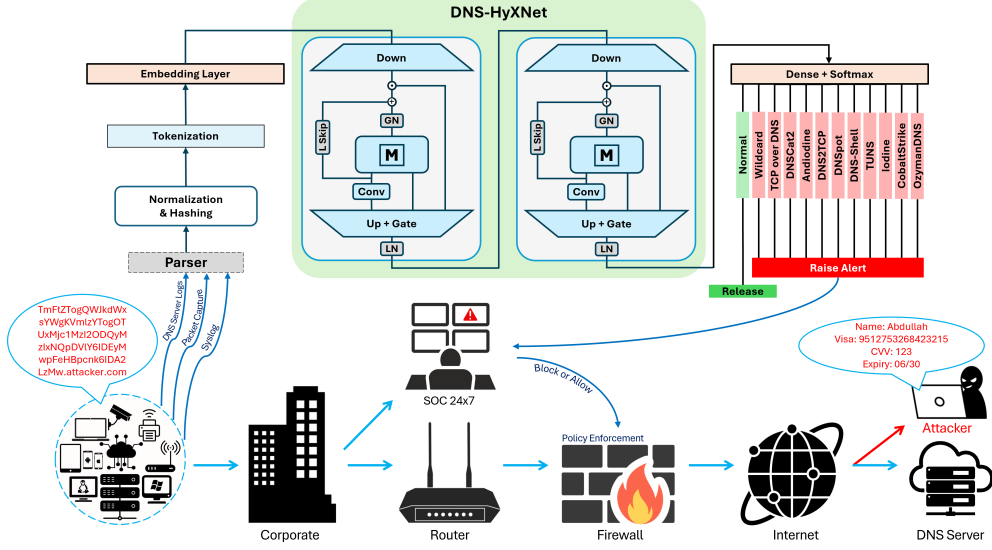 DNS-HyXNet
Embedding Layer
Tokenization
Normalization
& Hashing
Parser
DNS Server Logs
Packet Capture
Syslog
Down
L Skip
GN
M
Conv
Up + Gate
LN
Down
L Skip
GN
M
Conv
Up + Gate
LN
Dense + Softmax
Normal
Wildcard
TCP over DNS
DNSCat2
Andiodine
DNS2TCP
DNSpot
DNS-Shell
TUNS
Iodine
CobaltStrike
OzymanDNS
Raise Alert
Release
TmFtZTogQWJkdWx
sYWgKVmlzYTogOT
UxMjc1MzI2ODQyM
zIxNQpDVlY6IDEyM
wpFeHBpcnk6IDA2
LzMw.attacker.com
SOC 24x7
Block or Allow
Policy Enforcement
Name: Abdullah
Visa: 9512753268423215
CVV: 123
Expiry: 06/30
Attacker
Corporate
Router
Firewall
Internet
DNS Server